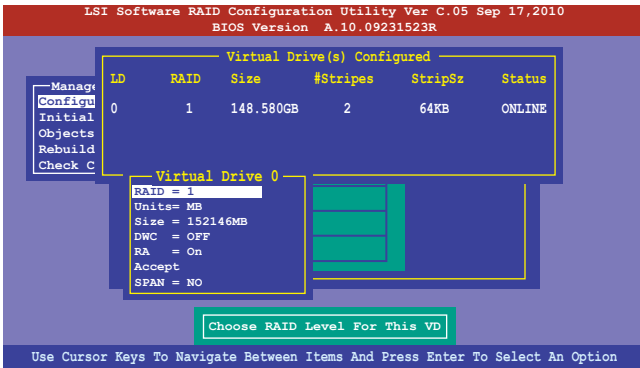 LSI Software RAID Configuration Utility Ver C.05 Sep 17,2010
BIOS Version A.10.09231523R
Virtual Drive(s) Configured
LD RAID Size #Stripes StripSz Status
0 1 148.580GB 2 64KB ONLINE
Manage
Configu
Initial
Objects
Rebuild
Check C
Virtual Drive 0
RAID = 1
Units= MB
Size = 152146MB
DWC = OFF
RA = On
Accept
SPAN = NO
Choose RAID Level For This VD
Use Cursor Keys To Navigate Between Items And Press Enter To Select An Option